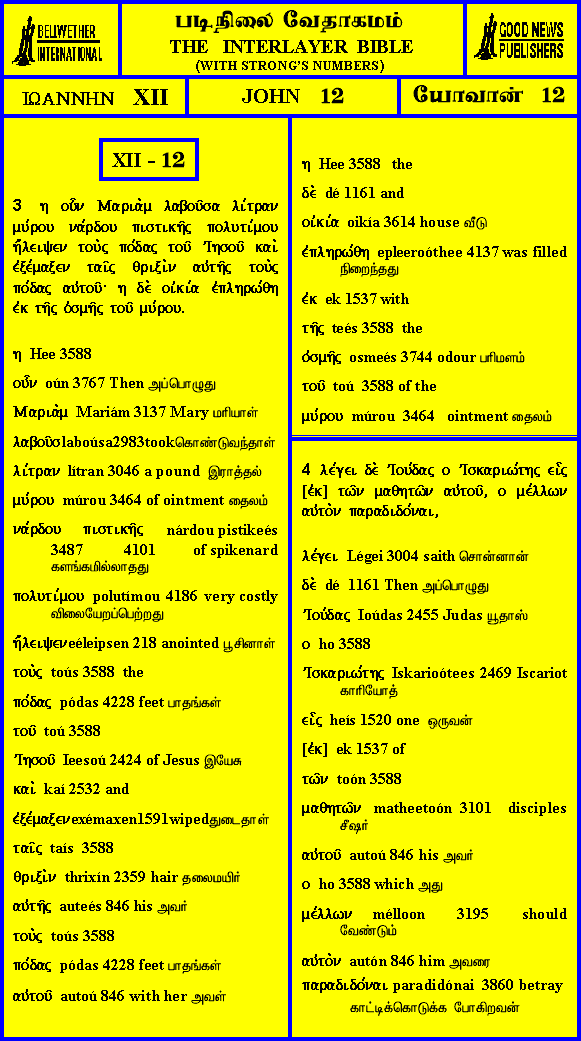 BELLWETHER
INTERNATIONAL
படிநிலை வேதாகமம்
THE INTERLAYER BIBLE
(WITH STRONG'S NUMBERS)
GOOD NEWS
PUBLISHERS
ΙΩΑΝΝΗΝ XII
JOHN 12
யோவான் 12
XII - 12
3 η οὖν Μαριὰμ λαβοῦσα λίτραν
μύρου νάρδου πιστικῆς πολυτίμου
ἤλειψεν τοὺς πόδας τοῦ Ἰησοῦ καὶ
ἐξέμαξεν ταῖς θριξὶν αὐτῆς τοὺς
πόδας αὐτοῦ· η δὲ οἰκία ἐπληρώθη
ἐκ τῆς ὀσμῆς τοῦ μύρου.
η Hee 3588
οὖν oún 3767 Then அப்பொழுது
Μαριὰμ Mariám 3137 Mary மரியாள்
λαβοῦσlaboúsa2983tookகொண்டுவந்தாள்
λίτραν lítran 3046 a pound இராத்தல்
μύρου múrou 3464 of ointment தைலம்
νάρδου πιστικῆς nárdou pistikeés
3487 4101 of spikenard
களங்கமில்லாதது
πολυτίμου polutímou 4186 very costly
விலையேறப்பெற்றது
ἤλειψενeéleipsen 218 anointed பூசினாள்
τοὺς toús 3588 the
πόδας pódas 4228 feet பாதங்கள்
τοῦ toú 3588
Ἰησοῦ Ieesoú 2424 of Jesus இயேசு
καὶ kaí 2532 and
ἐξέμαξενexémaxen1591wipedதுடைதாள்
ταῖς taís 3588
θριξὶν thrixín 2359 hair தலைமயிர்
αὐτῆς auteés 846 his அவர்
τοὺς toús 3588
πόδας pódas 4228 feet பாதங்கள்
αὐτοῦ autoú 846 with her அவள்
η Hee 3588 the
δὲ dé 1161 and
οἰκία oikía 3614 house வீடு
ἐπληρώθη epleeroóthee 4137 was filled
நிறைந்தது
ἐκ ek 1537 with
τῆς teés 3588 the
ὀσμῆς osmeés 3744 odour பரிமளம்
τοῦ toú 3588 of the
μύρου múrou 3464 ointment தைலம்
4 λέγει δὲ Ἰούδας ο Ἰσκαριώτης εἷς
[ἐκ] τῶν μαθητῶν αὐτοῦ, ο μέλλων
αὐτὸν παραδιδόναι,
λέγει Légei 3004 saith சொன்னான்
δὲ dé 1161 Then அப்பொழுது
Ἰούδας Ioúdas 2455 Judas யூதாஸ்
ο ho 3588
Ἰσκαριώτης Iskarioótees 2469 Iscariot
காரியோத்
εἷς heís 1520 one ஒருவன்
[ἐκ] ek 1537 of
τῶν toón 3588
μαθητῶν matheetoón 3101 disciples
சீஷர்
αὐτοῦ autoú 846 his அவர்
ο ho 3588 which அது
μέλλων mélloon 3195 should
வேண்டும்
αὐτὸν autón 846 him அவரை
παραδιδόναι paradidónai 3860 betray
காட்டிக்கொடுக்க போகிறவன்